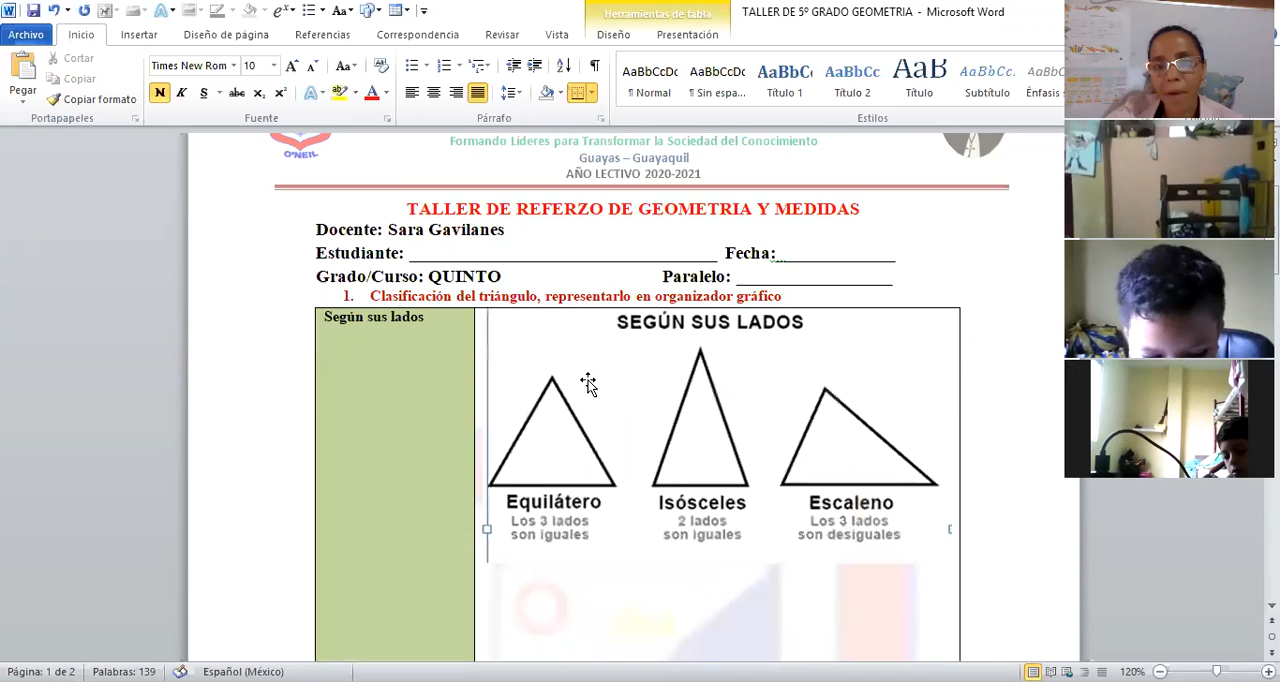 Herramientas de tabla
TALLER DE 5º GRADO GEOMETRIA - Microsoft Word
Archivo Inicio Insertar Diseño de página Referencias Correspondencia Revisar Vista Diseño Presentación
Cortar
Copiar
Copiar formato
Pegar
Portapapeles
Times New Rom 10
Fuente
Párrafo
AaBbCcDc AaBbCcDc AaBbC AaBbCc AaB AaBbCc. AaBbCcD
¶ Normal ¶ Sin espa... Título 1 Título 2 Título Subtítulo Énfasis
Estilos
O'NEIL
Formando Líderes para Transformar la Sociedad del Conocimiento
Guayas – Guayaquil
AÑO LECTIVO 2020-2021
TALLER DE REFERZO DE GEOMETRIA Y MEDIDAS
Docente: Sara Gavilanes
Estudiante: ____________ Fecha:____________
Grado/Curso: QUINTO Paralelo: ____________
1. Clasificación del triángulo, representarlo en organizador gráfico
Según sus lados
SEGÚN SUS LADOS
Equilátero Isósceles Escaleno
Los 3 lados 2 lados Los 3 lados
son iguales son iguales son desiguales
Página: 1 de 2 Palabras: 139 Español (México) 120%